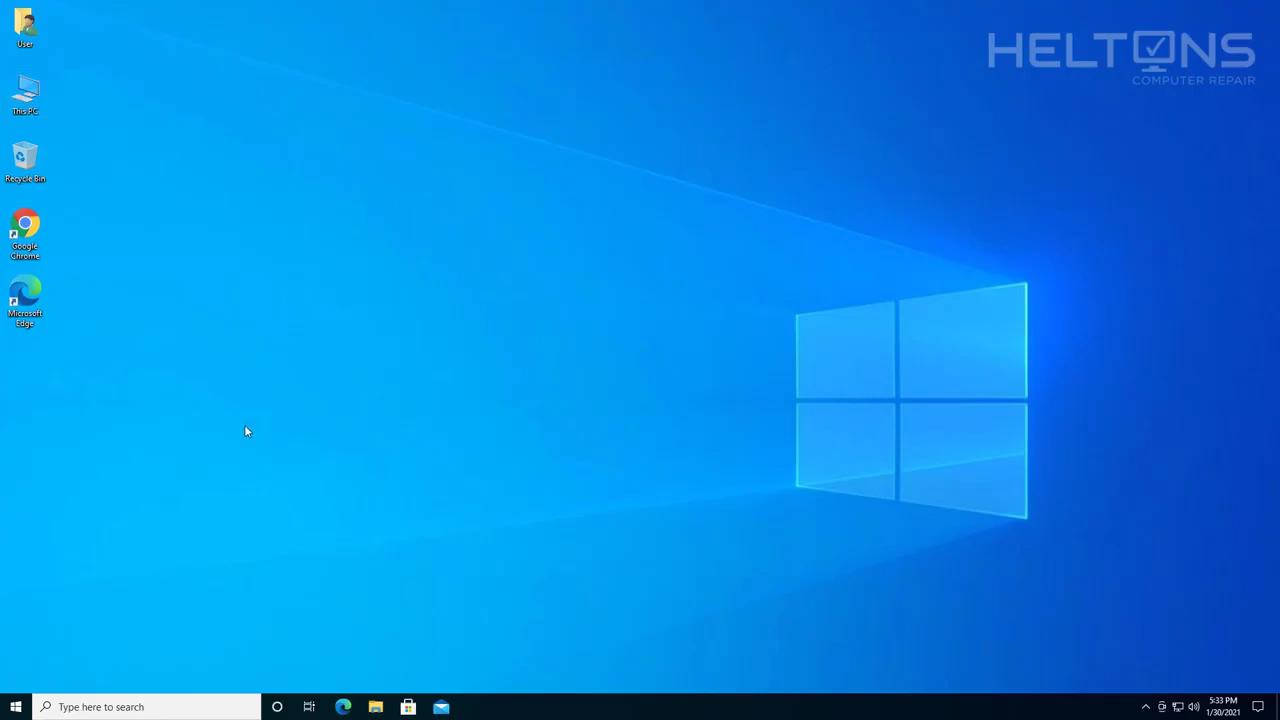 User
HELTONS
COMPUTER REPAIR
This PC
Recycle Bin
Google
Chrome
Microsoft
Edge
Type here to search
5:33 PM
1/30/2021